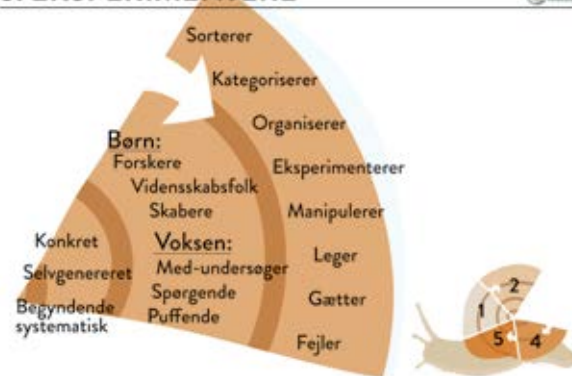 Sorterer
Kategoriserer
Organiserer
Eksperimenterer
Manipulerer
Leger
Gætter
Fejler
Børn:
Forskere
Vidensskabsfolk
Skabere
Voksen:
Med-undersøger
Spørgende
Puffende
Konkret
Selvgenereret
Begyndende
systematisk
1
2
5
4